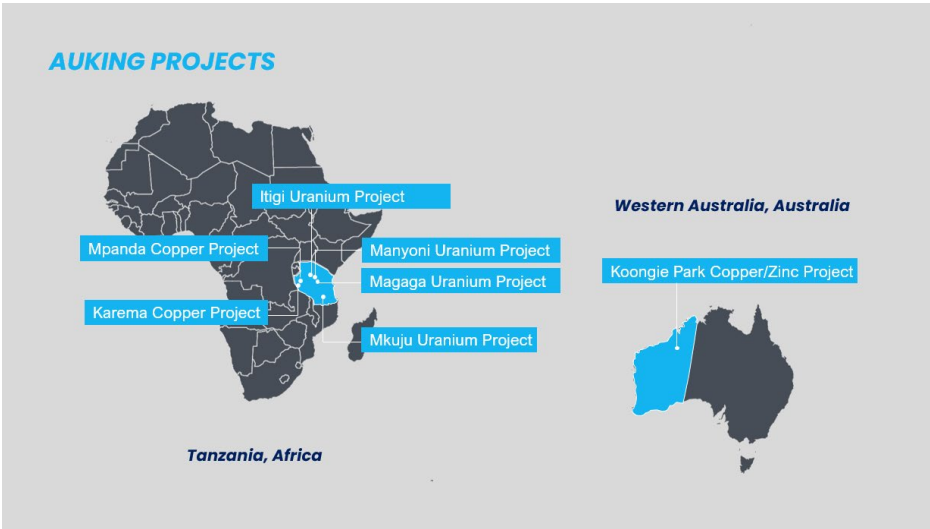 AUKING PROJECTS
Itigi Uranium Project
Mpanda Copper Project
Manyoni Uranium Project
Magaga Uranium Project
Karema Copper Project
Mkuju Uranium Project
Tanzania, Africa
Western Australia, Australia
Koongie Park Copper/Zinc Project